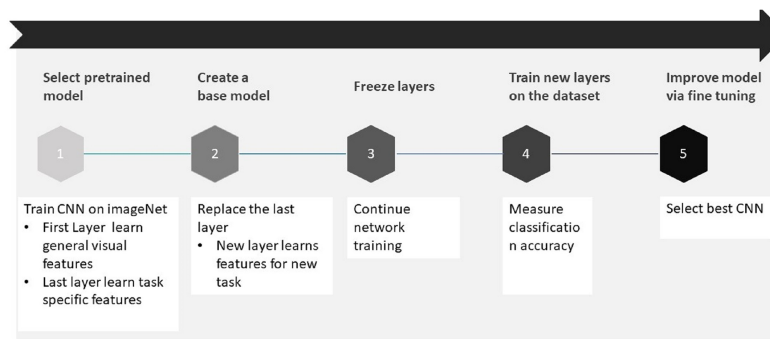 Select pretrained
model
Create a
base model
Freeze layers
Train new layers
on the dataset
Improve model
via fine tuning
1
2
3
4
5
Train CNN on imageNet
• First Layer learn
general visual
features
• Last layer learn task
specific features
Replace the last
layer
• New layer learns
features for new
task
Continue
network
training
Measure
classificatio
n accuracy
Select best CNN